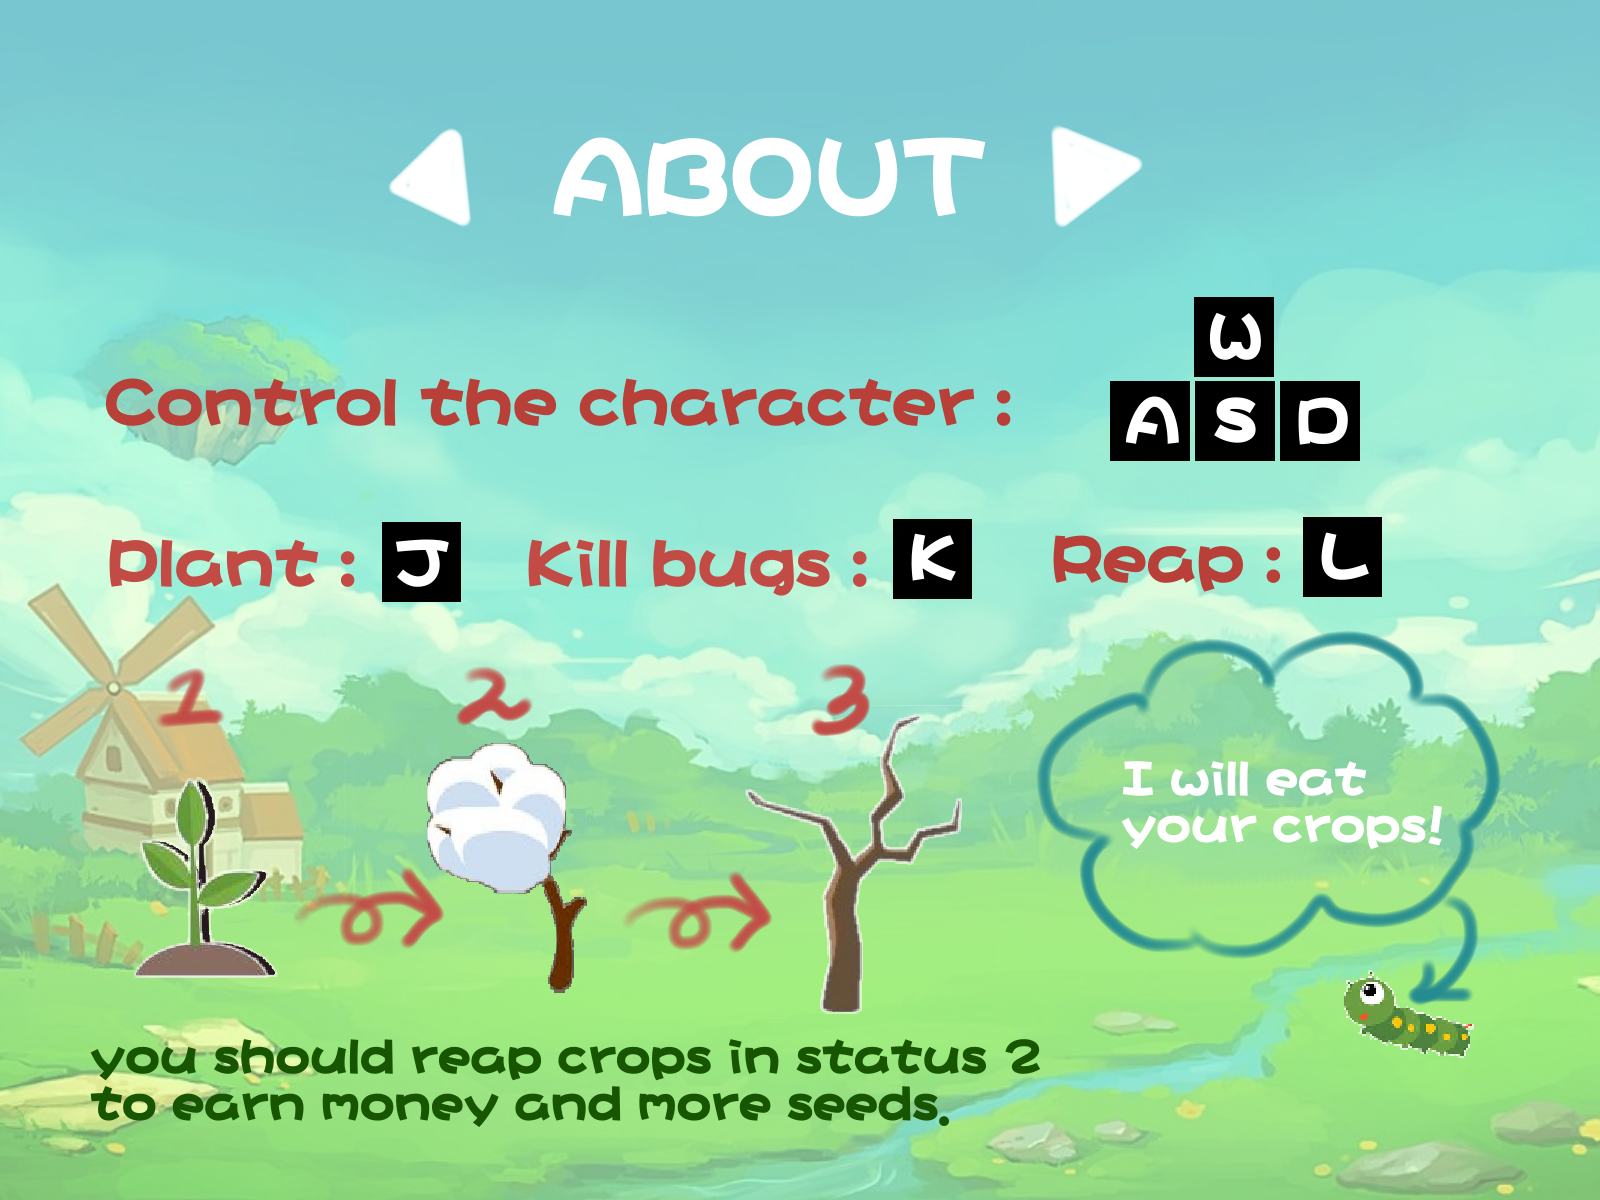 ABOUT
W
Control the character : A S D
Plant : J Kill bugs : K Reap : L
1 2 3
I will eat
your crops!
you should reap crops in status 2
to earn money and more seeds.